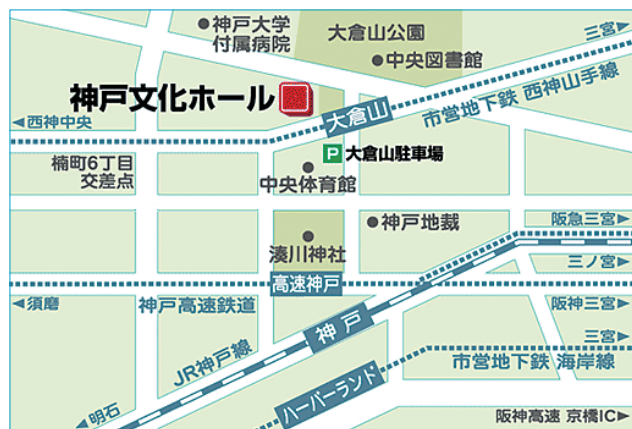 神戸大学
付属病院
大倉山公園
中央図書館
三宮▶
神戸文化ホール
大倉山
市営地下鉄 西神山手線
◀西神中央
P 大倉山駐車場
楠町6丁目
交差点
中央体育館
神戸地裁
阪急三宮▶
湊川神社
三ノ宮▶
高速神戸
◀須磨
神戸高速鉄道
阪神三宮▶
神戸
三宮▶
JR神戸線
市営地下鉄 海岸線
ハーバーランド
◀明石
阪神高速 京橋IC▶